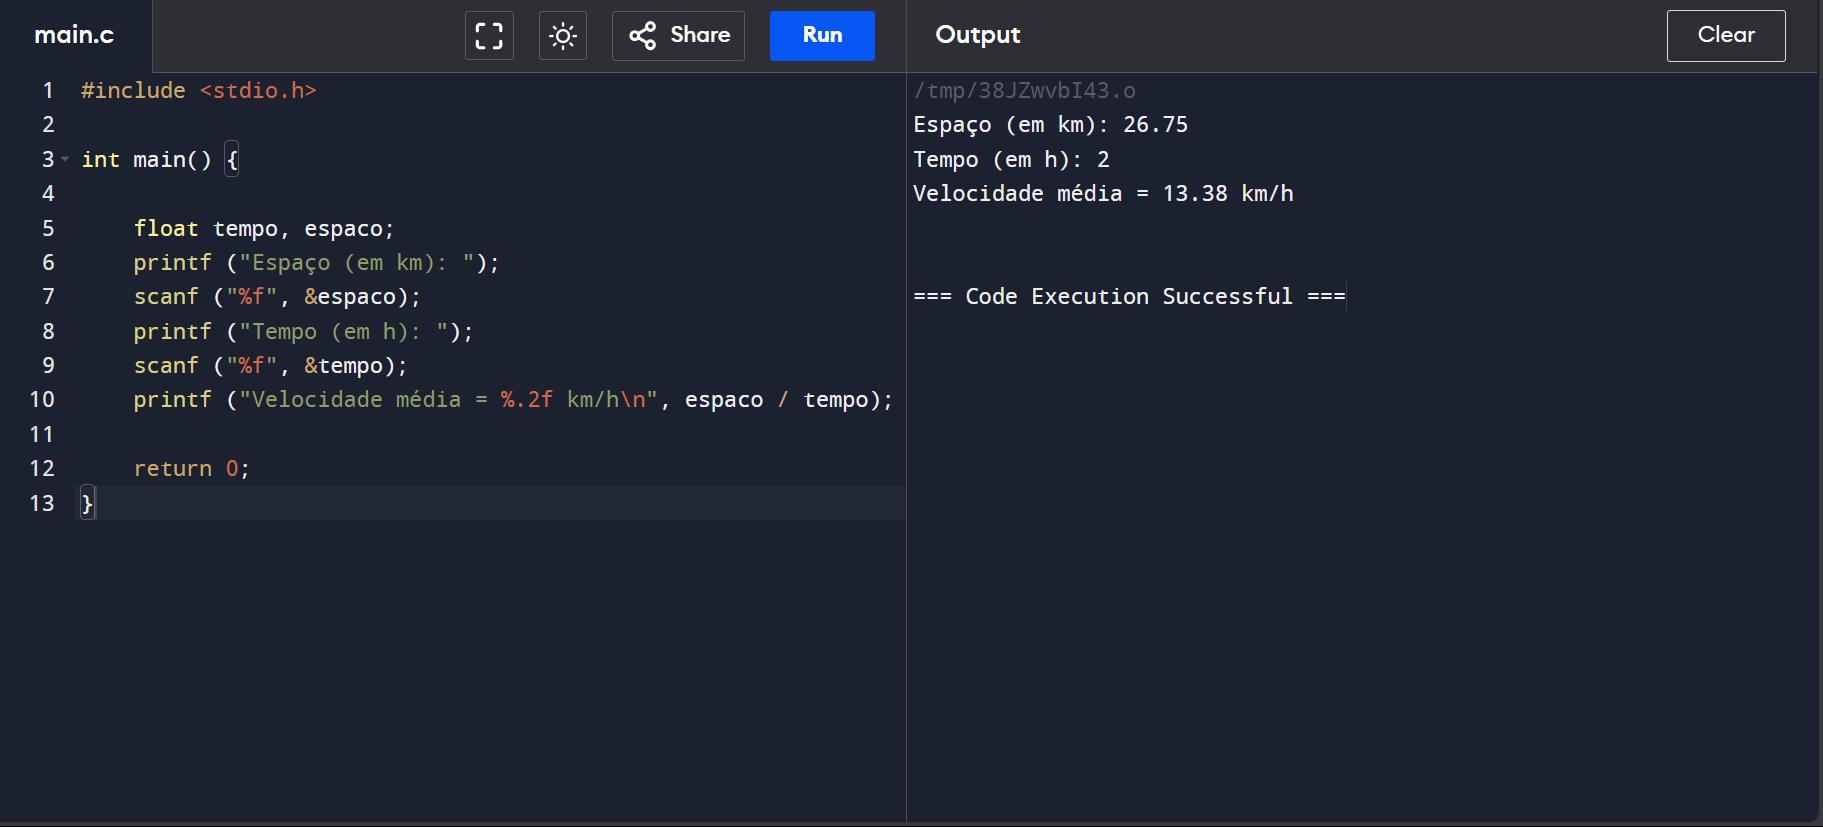 main.c
Share
Run
1 #include <stdio.h>
2
3 int main() {
4
5     float tempo, espaco;
6     printf ("Espaço (em km): ");
7     scanf ("%f", &espaco);
8     printf ("Tempo (em h): ");
9     scanf ("%f", &tempo);
10     printf ("Velocidade média = %.2f km/h\n", espaco / tempo);
11
12     return 0;
13 }
Output
Clear
/tmp/38JZwvbI43.o
Espaço (em km): 26.75
Tempo (em h): 2
Velocidade média = 13.38 km/h
=== Code Execution Successful ===